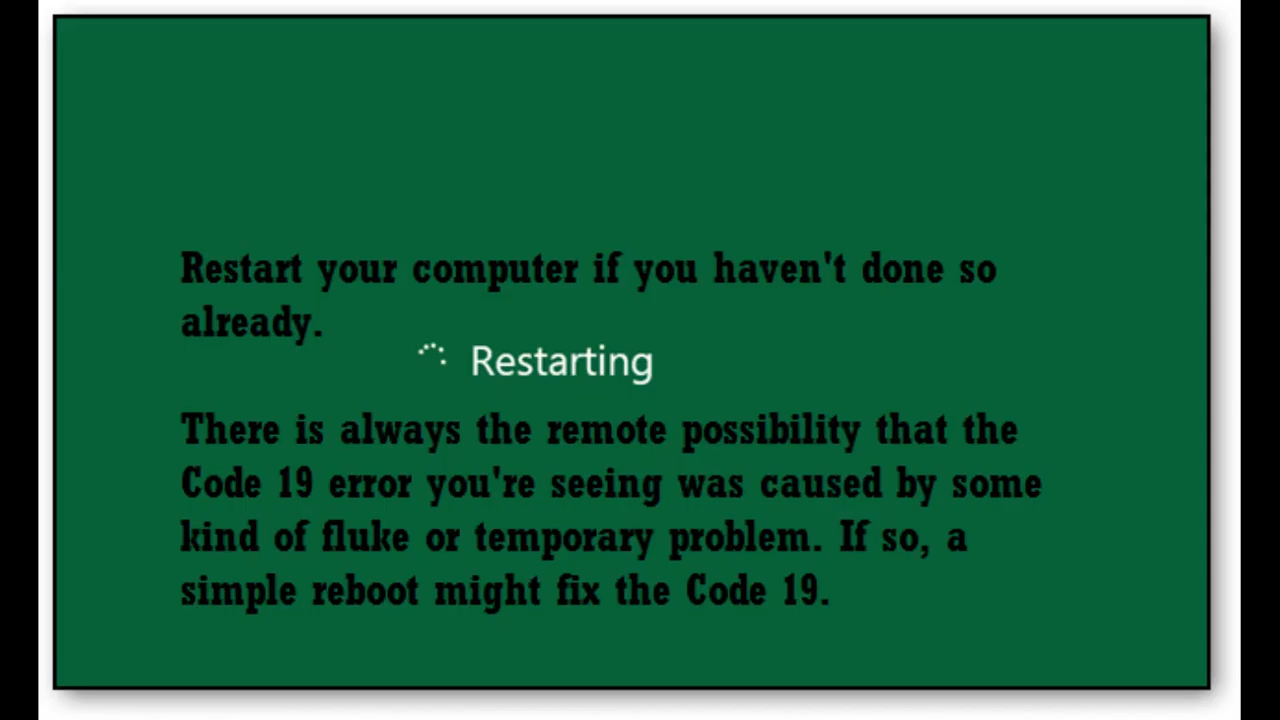 Restart your computer if you haven't done so
already.
Restarting
There is always the remote possibility that the
Code 19 error you're seeing was caused by some
kind of fluke or temporary problem. If so, a
simple reboot might fix the Code 19.